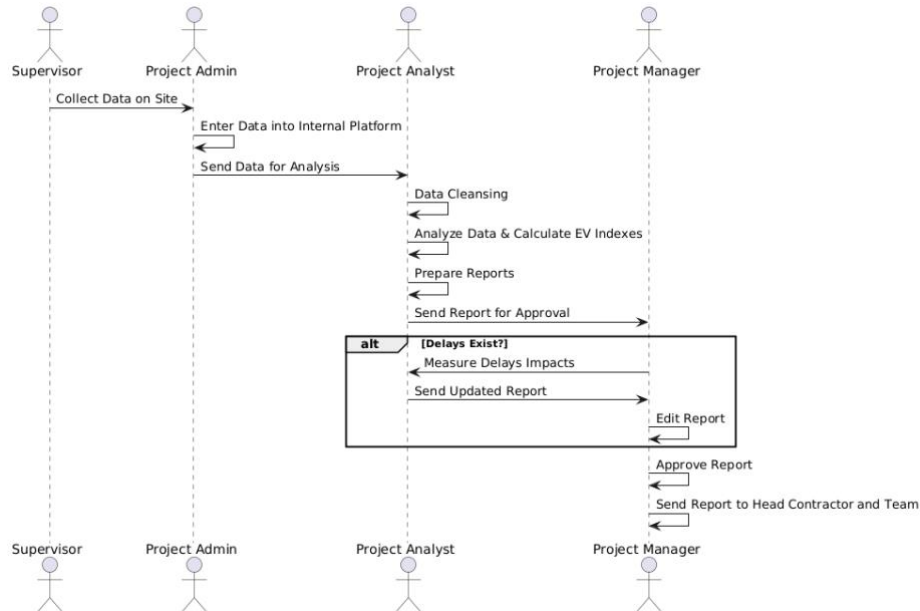 Supervisor
Project Admin
Project Analyst
Project Manager
Collect Data on Site
Enter Data into Internal Platform
Send Data for Analysis
Data Cleansing
Analyze Data & Calculate EV Indexes
Prepare Reports
Send Report for Approval
alt
[Delays Exist?]
Measure Delays Impacts
Send Updated Report
Edit Report
Approve Report
Send Report to Head Contractor and Team
Supervisor
Project Admin
Project Analyst
Project Manager